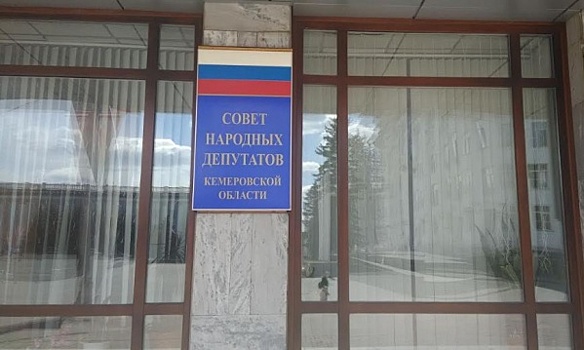 СОВЕТ
НАРОДНЫХ
ДЕПУТАТОВ
КЕМЕРОВСКОЙ
ОБЛАСТИ